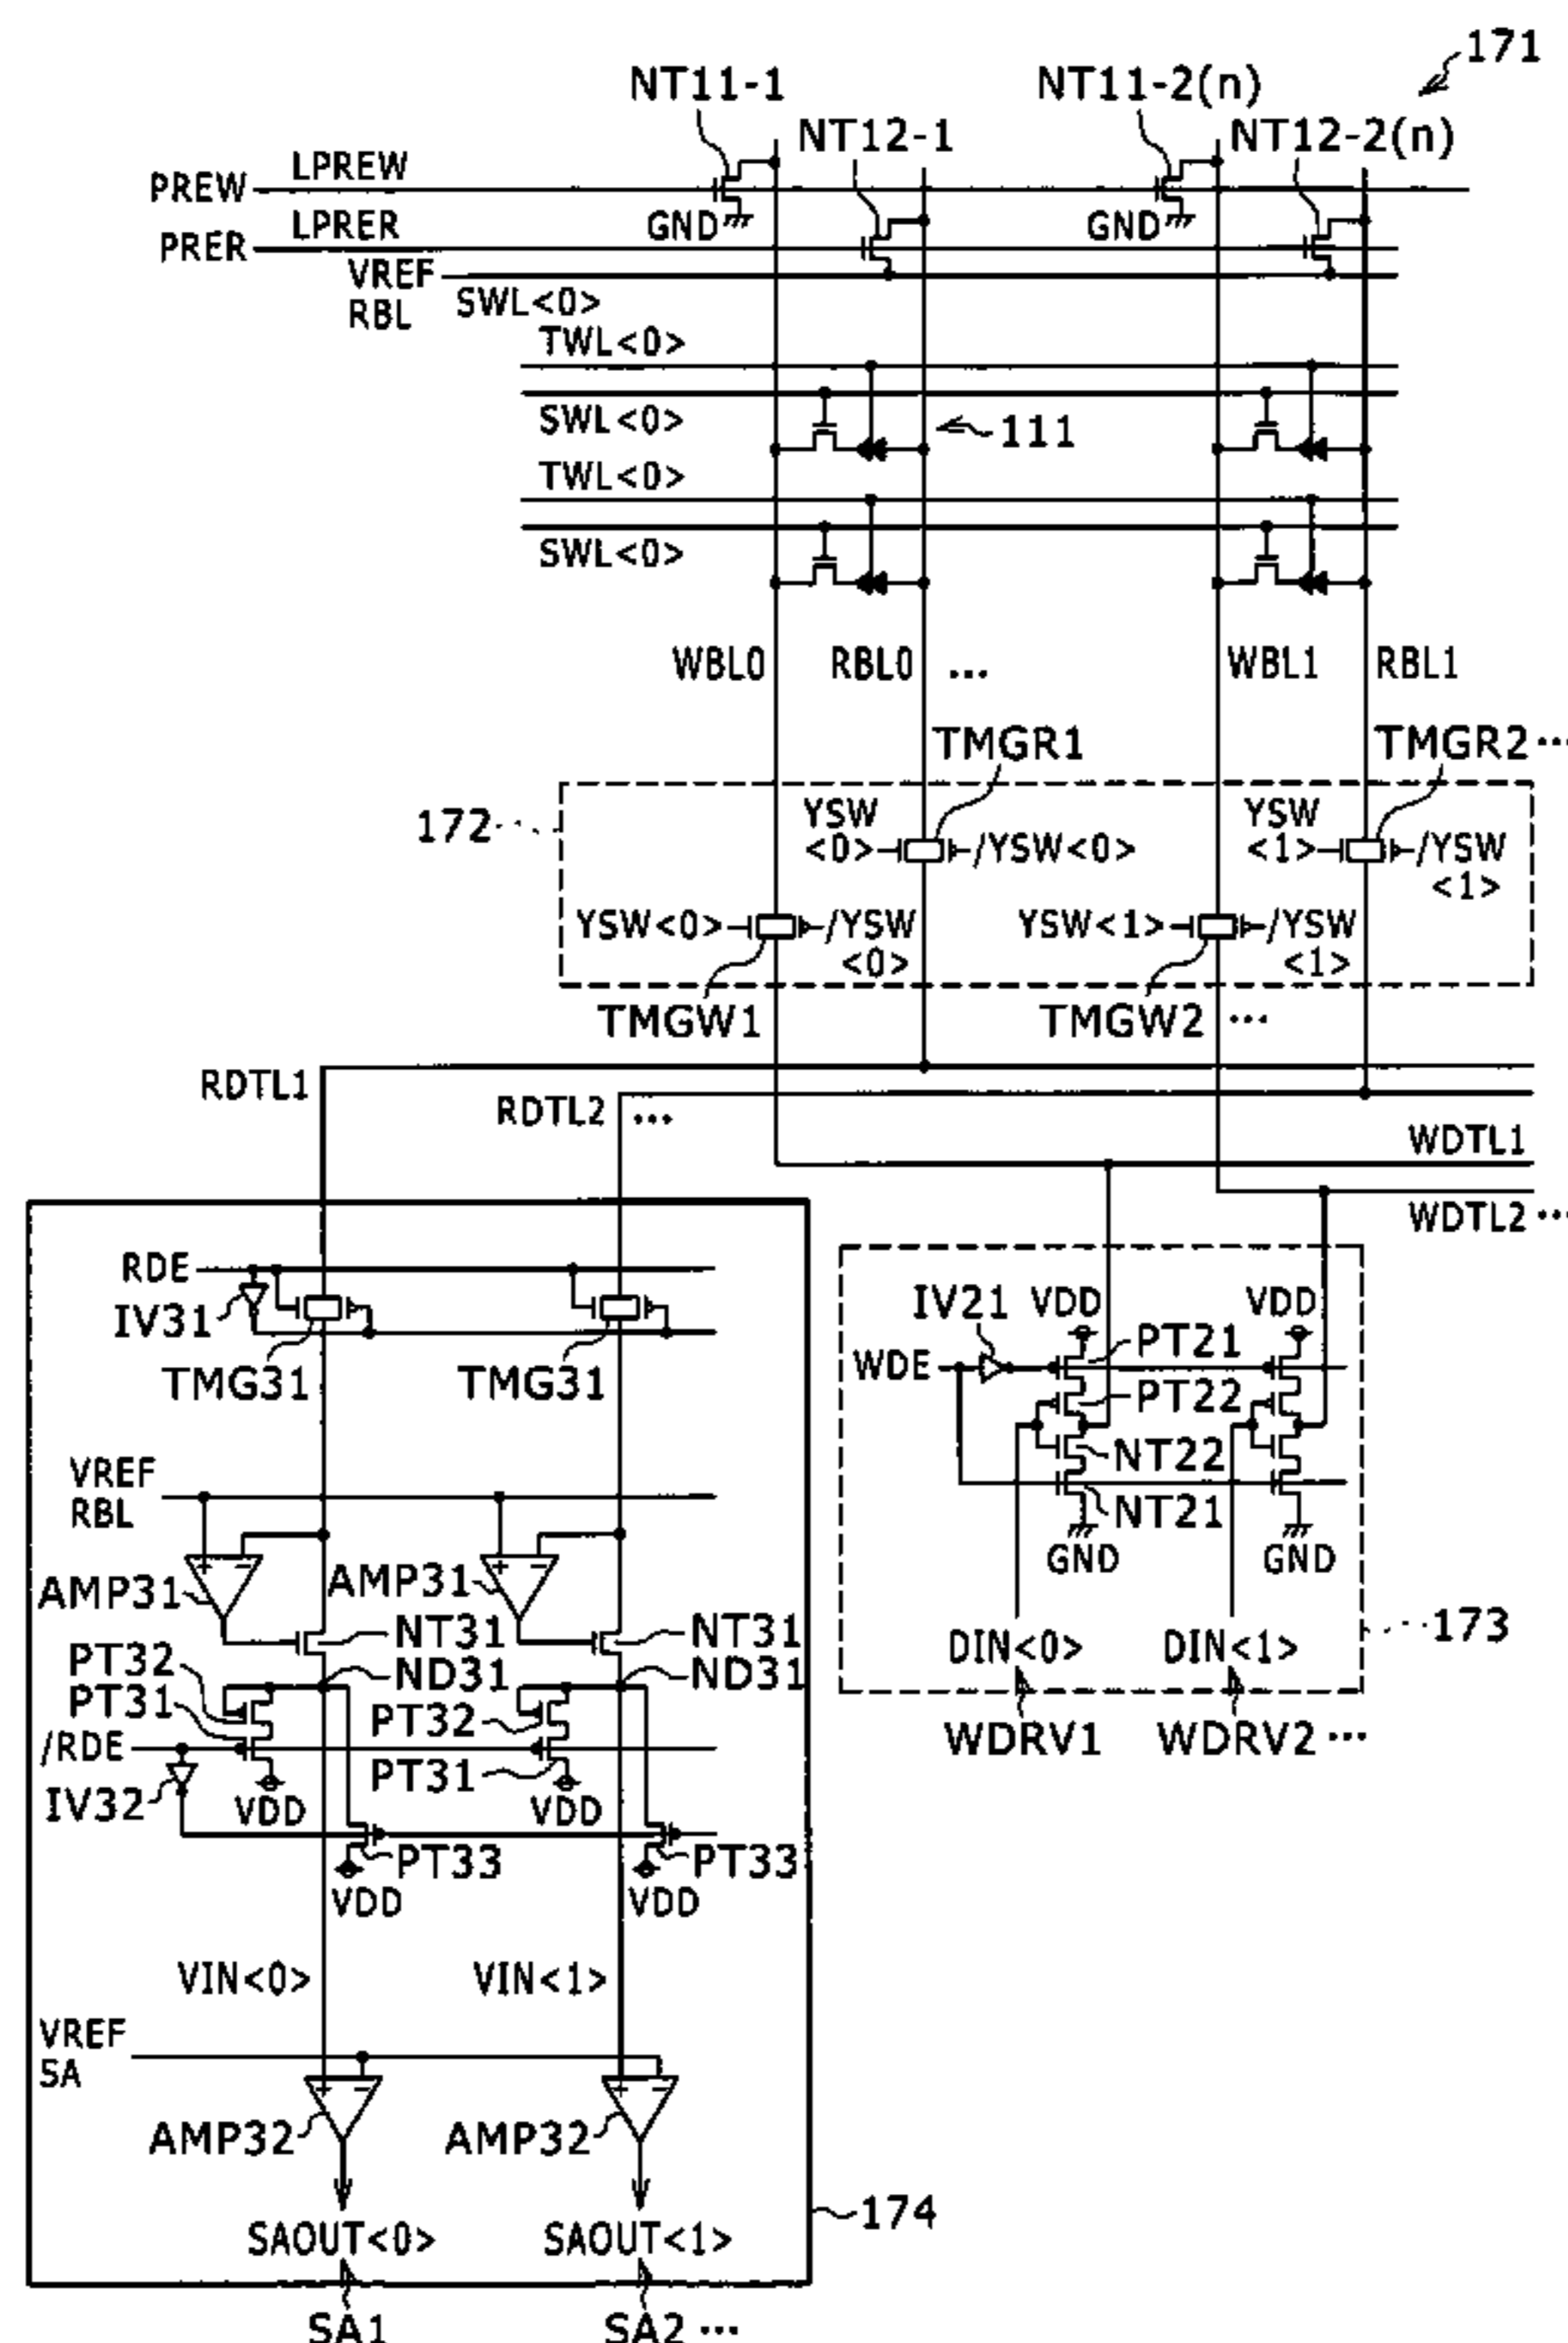 171
NT11-1
NT11-2(n)
NT12-1
NT12-2(n)
LPREW
PREW
GND
GND
LPRER
PRER
VREF
RBL
SWL<0>
TWL<0>
SWL<0>
111
TWL<0>
SWL<0>
WBL0
RBL0
...
WBL1
RBL1
TMGR1
TMGR2 ...
172
YSW
<0>
/YSW<0>
YSW
<1>
/YSW
<1>
YSW<0>
/YSW
<0>
YSW<1>
/YSW
<1>
TMGW1
TMGW2 ...
RDTL1
RDTL2 ...
WDTL1
WDTL2 ...
RDE
IV31
TMG31
TMG31
IV21
VDD
VDD
WDE
PT21
PT22
NT22
NT21
GND
GND
DIN<0>
DIN<1>
173
WDRV1
WDRV2 ...
VREF
RBL
+
-
+
-
AMP31
AMP31
NT31
NT31
PT32
ND31
ND31
PT31
PT32
/RDE
PT31
IV32
VDD
VDD
PT33
PT33
VDD
VDD
VIN<0>
VIN<1>
VREF
SA
+
-
+
-
AMP32
AMP32
174
SAOUT<0>
SAOUT<1>
SA1
SA2 ...